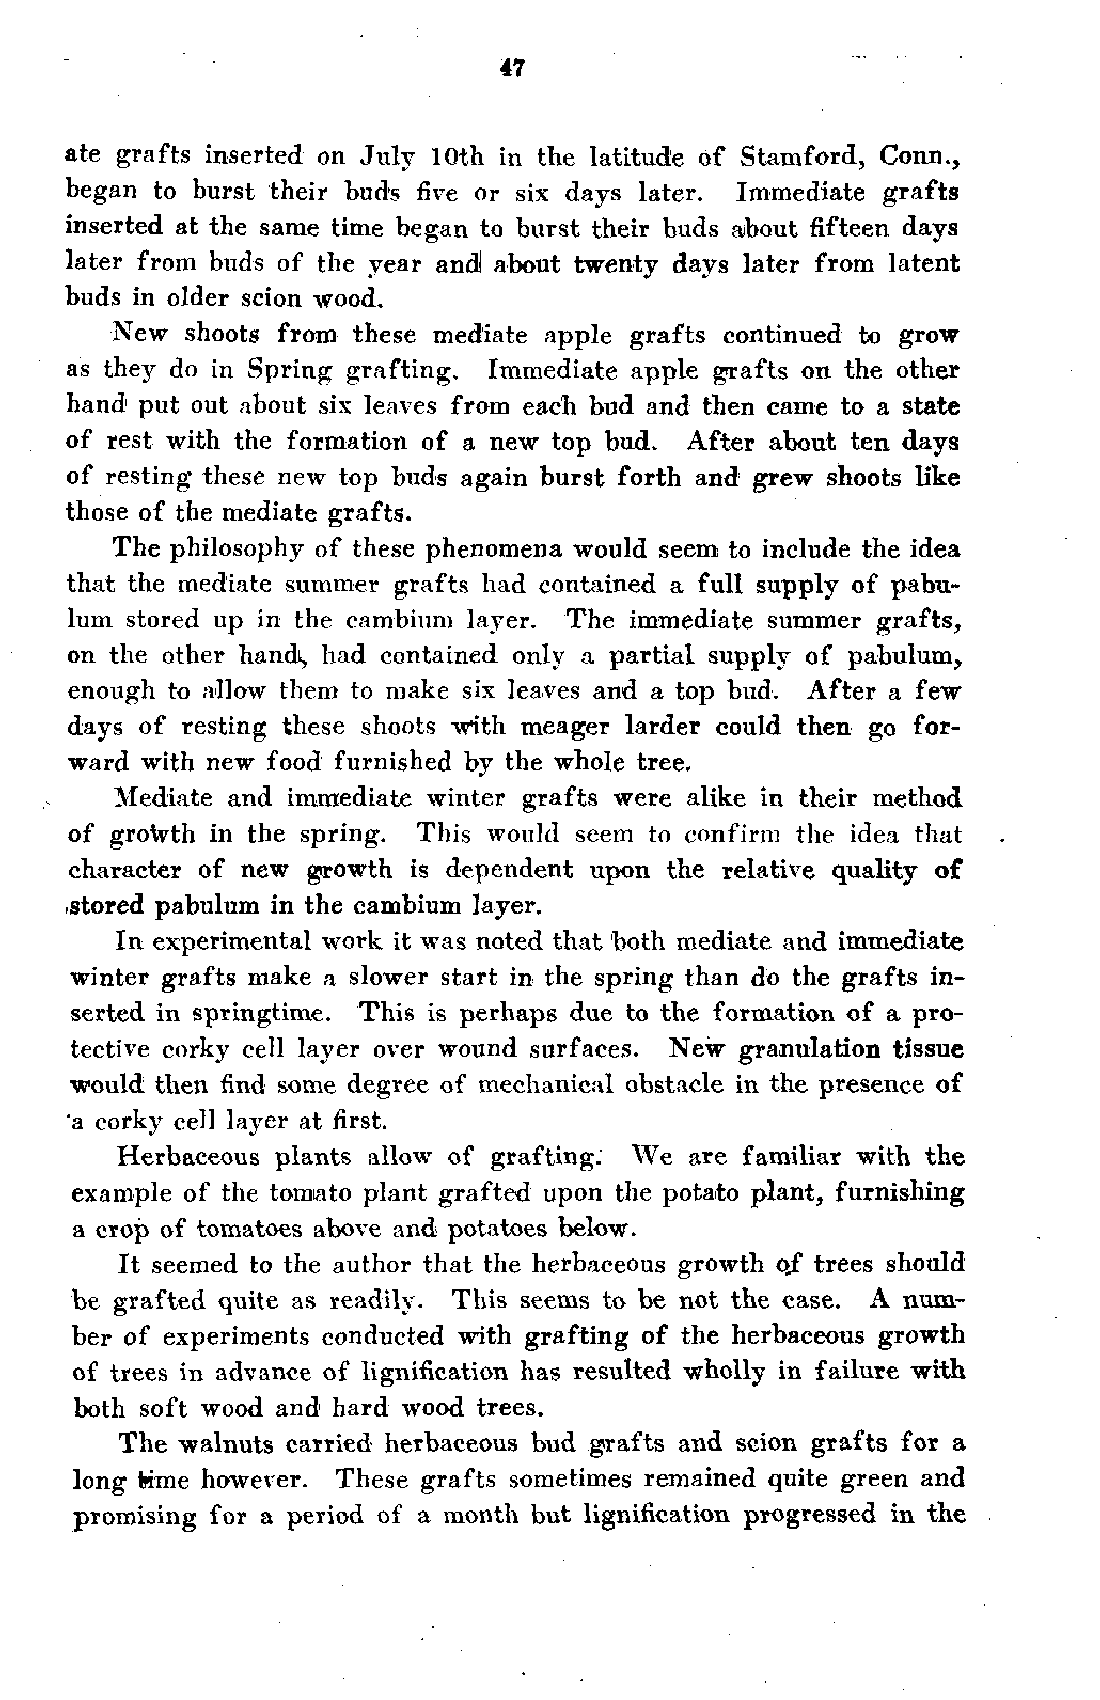 47
ate grafts inserted on July 10th in the latitude of Stamford, Conn.,
began to burst their buds five or six days later. Immediate grafts
inserted at the same time began to burst their buds about fifteen days
later from buds of the year and about twenty days later from latent
buds in older scion wood.
New shoots from these mediate apple grafts continued to grow
as they do in Spring grafting. Immediate apple grafts on the other
hand put out about six leaves from each bud and then came to a state
of rest with the formation of a new top bud. After about ten days
of resting these new top buds again burst forth and grew shoots like
those of the mediate grafts.
The philosophy of these phenomena would seem to include the idea
that the mediate summer grafts had contained a full supply of pabu-
lum stored up in the cambium layer. The immediate summer grafts,
on the other hand, had contained only a partial supply of pabulum,
enough to allow them to make six leaves and a top bud. After a few
days of resting these shoots with meager larder could then go for-
ward with new food furnished by the whole tree.
Mediate and immediate winter grafts were alike in their method
of growth in the spring. This would seem to confirm the idea that
character of new growth is dependent upon the relative quality of
stored pabulum in the cambium layer.
In experimental work it was noted that both mediate and immediate
winter grafts make a slower start in the spring than do the grafts in-
serted in springtime. This is perhaps due to the formation of a pro-
tective corky cell layer over wound surfaces. New granulation tissue
would then find some degree of mechanical obstacle in the presence of
a corky cell layer at first.
Herbaceous plants allow of grafting. We are familiar with the
example of the tomato plant grafted upon the potato plant, furnishing
a crop of tomatoes above and potatoes below.
It seemed to the author that the herbaceous growth of trees should
be grafted quite as readily. This seems to be not the case. A num-
ber of experiments conducted with grafting of the herbaceous growth
of trees in advance of lignification has resulted wholly in failure with
both soft wood and hard wood trees.
The walnuts carried herbaceous bud grafts and scion grafts for a
long time however. These grafts sometimes remained quite green and
promising for a period of a month but lignification progressed in the